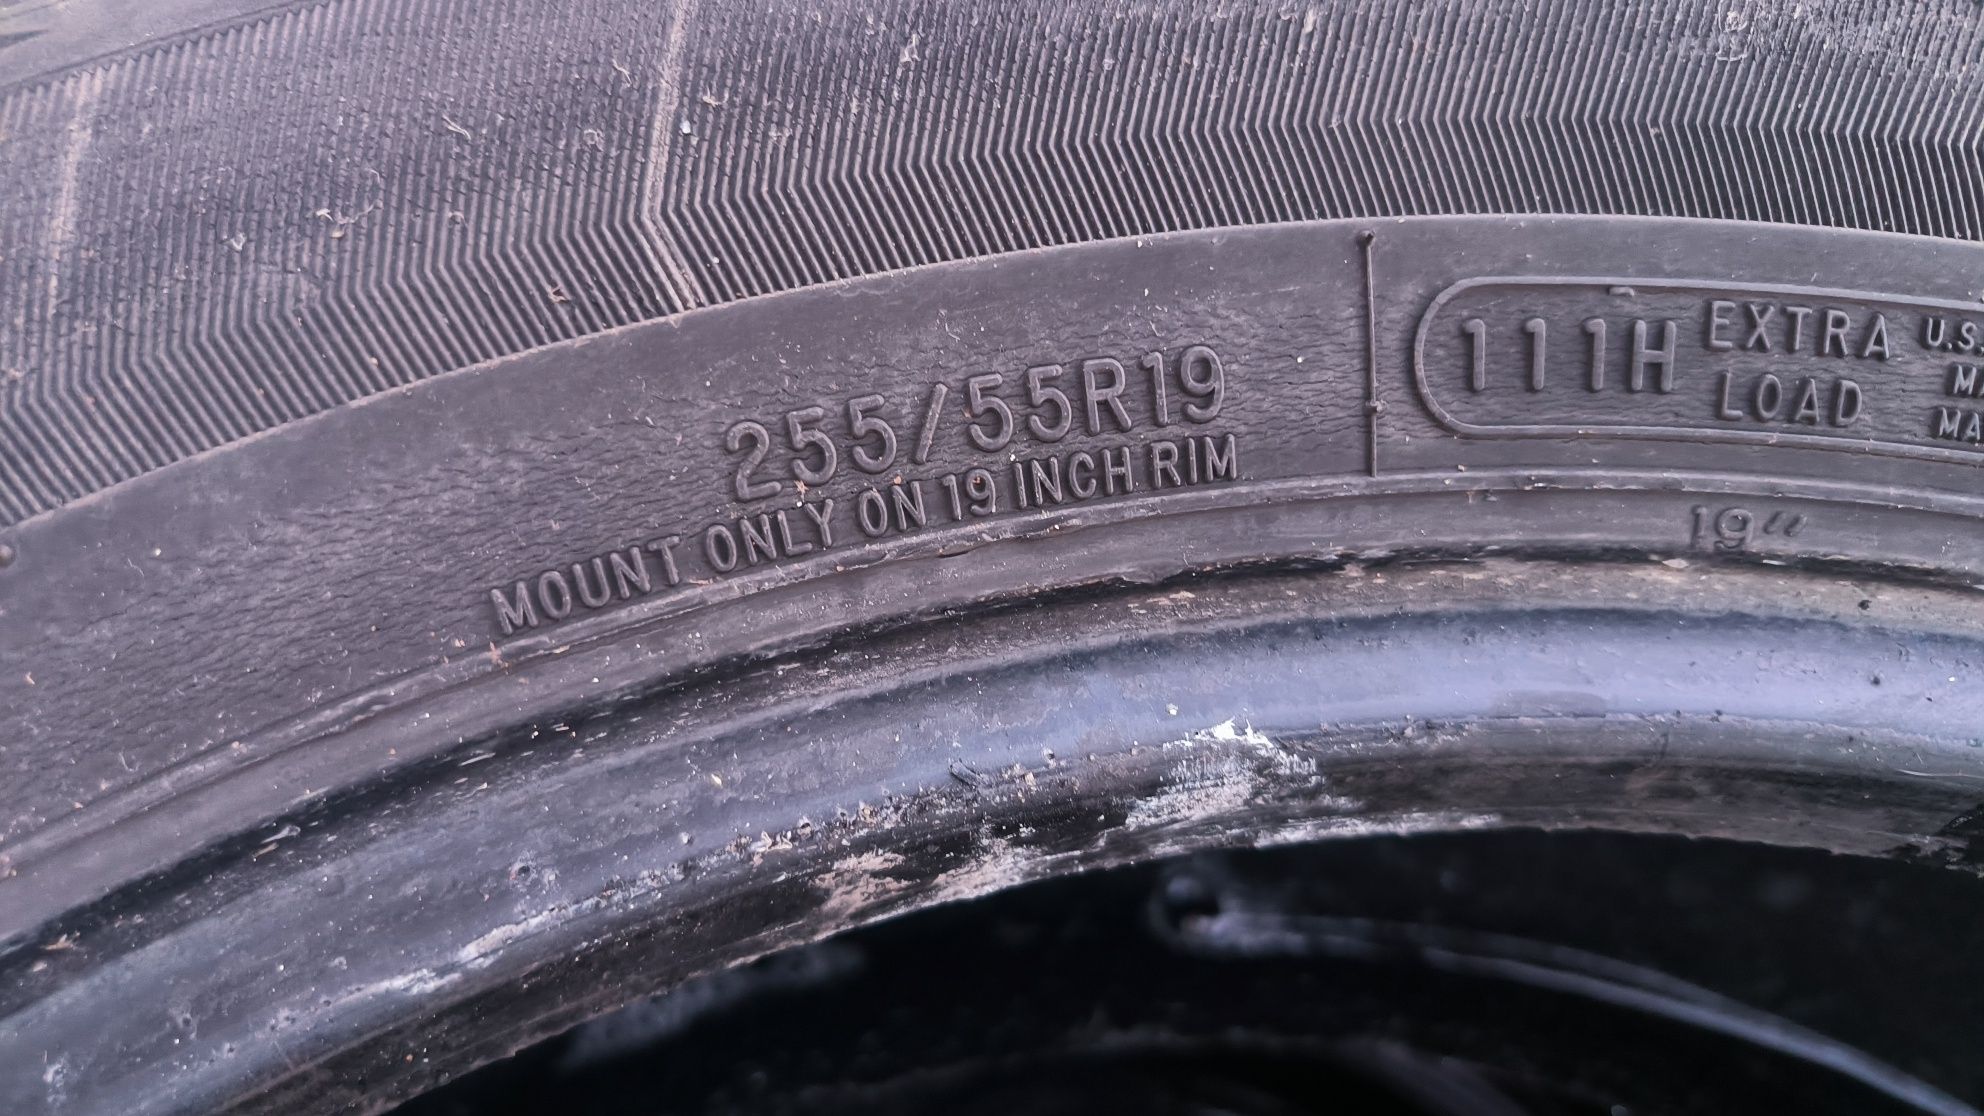 255/55R19
MOUNT ONLY ON 19 INCH RIM
111H EXTRA LOAD
U.S.
19"